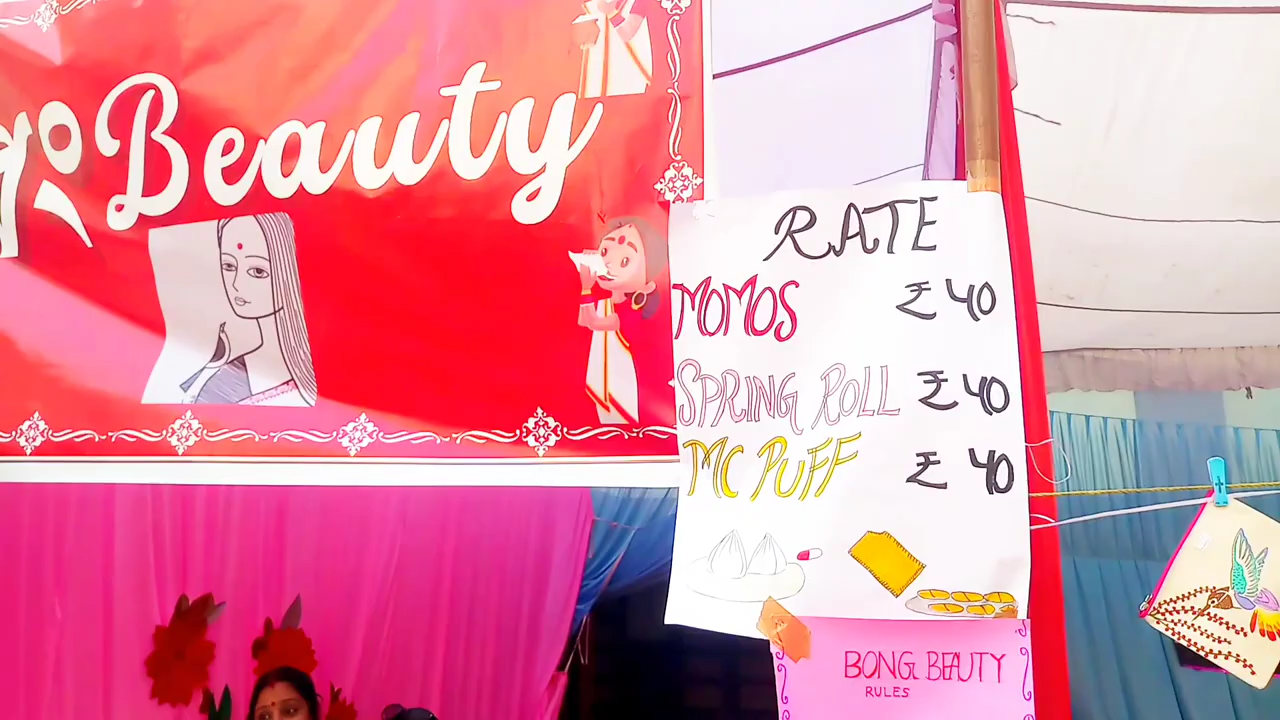 Beauty
RATE
MOMOS ₹ 40
SPRING ROLL ₹ 40
MC PUFF ₹ 40
BONG BEAUTY
RULES